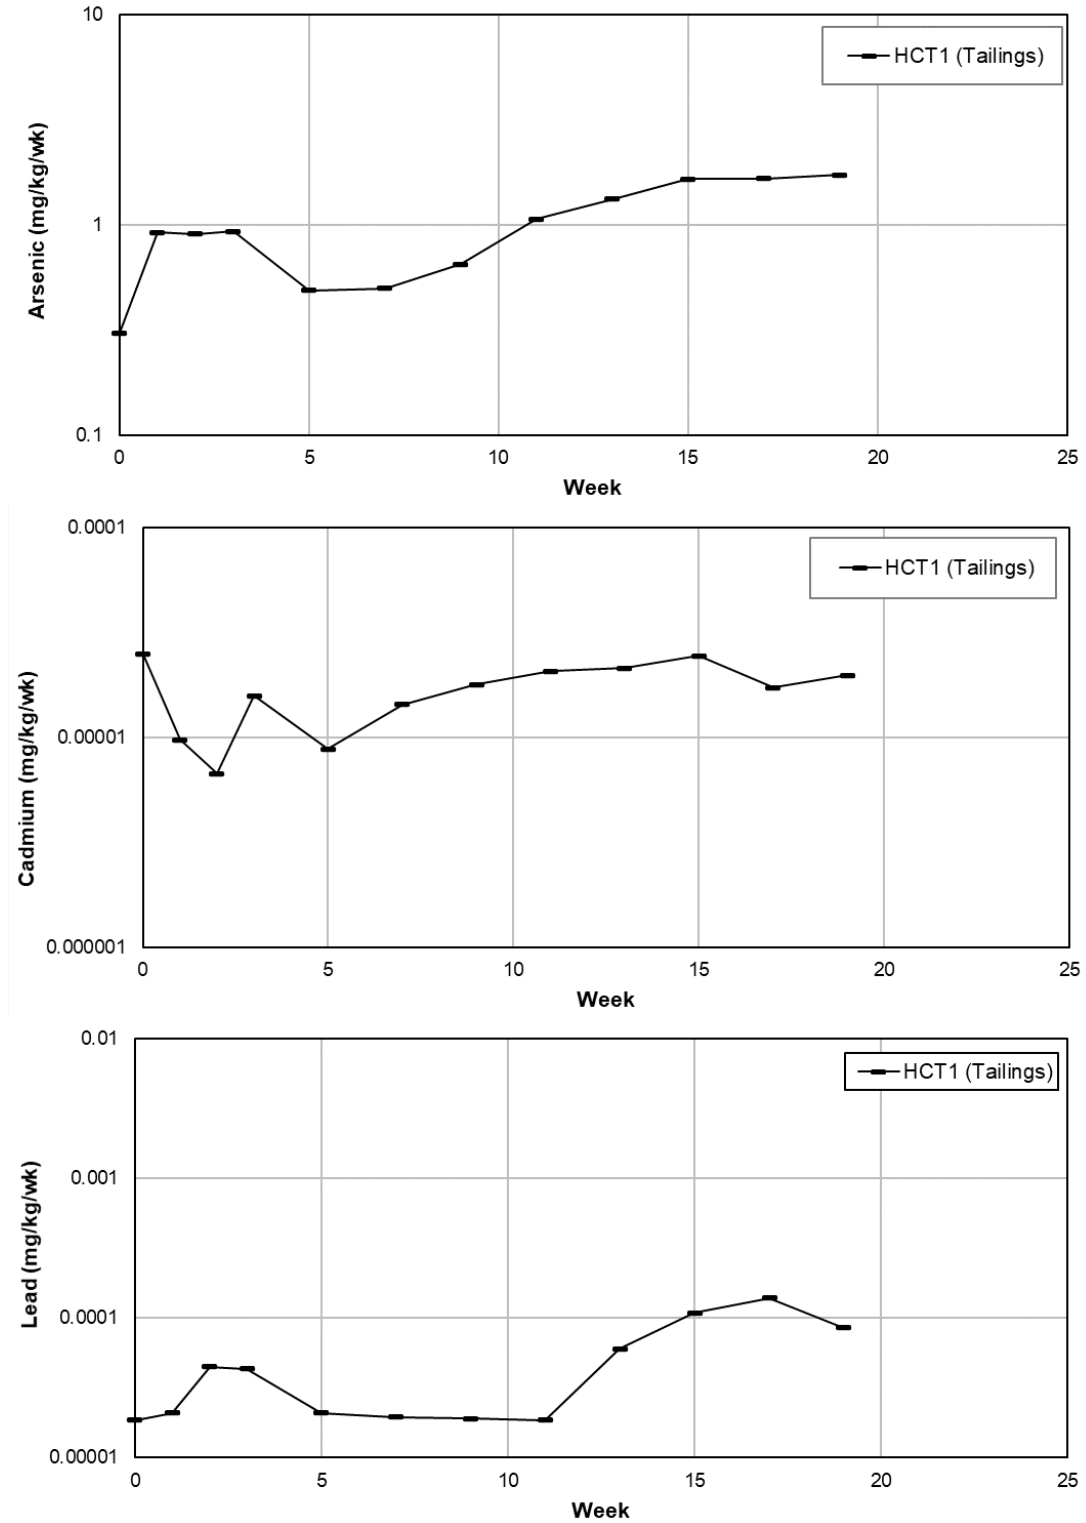 10
HCT1 (Tailings)
Arsenic (mg/kg/wk)
1
0.1
0 5 10 15 20 25
Week
0.0001
HCT1 (Tailings)
Cadmium (mg/kg/wk)
0.00001
0.000001
0 5 10 15 20 25
Week
0.01
HCT1 (Tailings)
0.001
Lead (mg/kg/wk)
0.0001
0.00001
0 5 10 15 20 25
Week